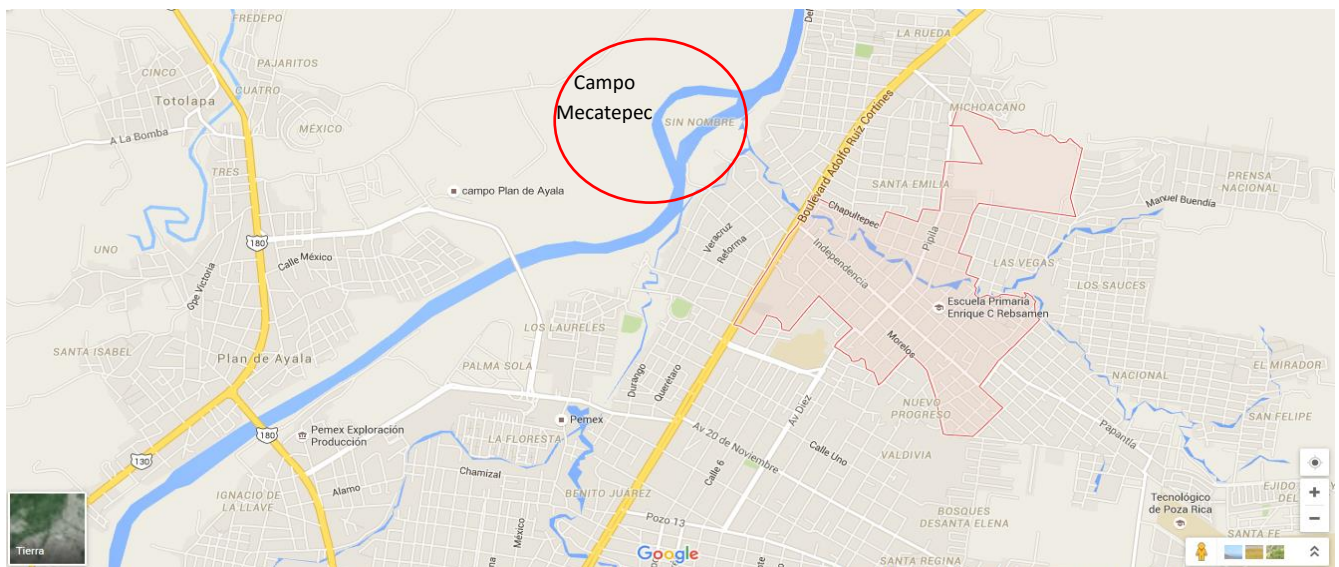 FREDEPO
LA RUEDA
CINCO
PAJARITOS
Campo
Mecatepec
CUATRO
Totolapa
MÉXICO
SIN NOMBRE
MICHOACANO
A La Bomba
Boulevard Adolfo Ruíz Cortines
TRES
campo Plan de Ayala
SANTA EMILIA
PRENSA
NACIONAL
Manuel Buendía
Chapultepec
UNO
180
Calle México
Veracruz
Reforma
Independencia
Pipila
LAS VEGAS
LOS SAUCES
Gpe Victoria
Escuela Primaria
Enrique C Rebsamen
LOS LAURELES
SANTA ISABEL
Plan de Ayala
PALMA SOLA
Morelos
Durango
Querétaro
NACIONAL
EL MIRADOR
NUEVO
PROGRESO
Av Diez
SAN FELIPE
Pemex
Papantla
180
Pemex Exploración
Producción
LA FLORESTA
Av 20 de Noviembre
Calle Uno
VALDIVIA
130
Chamizal
Calle 6
Alamo
IGNACIO DE
LA LLAVE
BENITO JUÁREZ
EJIDO
Tecnológico
de Poza Rica
Pozo 13
BOSQUES
DESANTA ELENA
México
SANTA FE
Tierra
Google
SANTA REGINA